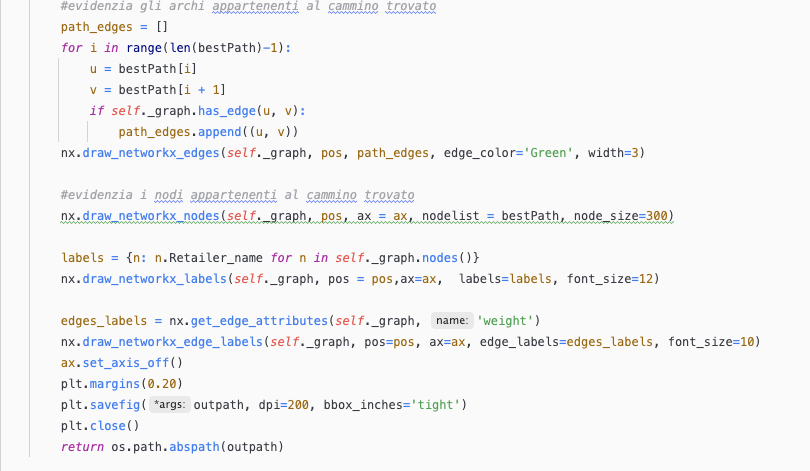 #evidenzia gli archi appartenenti al cammino trovato
path_edges = []
for i in range(len(bestPath)-1):
    u = bestPath[i]
    v = bestPath[i + 1]
    if self._graph.has_edge(u, v):
        path_edges.append((u, v))
nx.draw_networkx_edges(self._graph, pos, path_edges, edge_color='Green', width=3)

#evidenzia i nodi appartenenti al cammino trovato
nx.draw_networkx_nodes(self._graph, pos, ax = ax, nodelist = bestPath, node_size=300)

labels = {n: n.Retailer_name for n in self._graph.nodes()}
nx.draw_networkx_labels(self._graph, pos = pos,ax=ax,  labels=labels, font_size=12)

edges_labels = nx.get_edge_attributes(self._graph, name: 'weight')
nx.draw_networkx_edge_labels(self._graph, pos=pos, ax=ax, edge_labels=edges_labels, font_size=10)
ax.set_axis_off()
plt.margins(0.20)
plt.savefig( *args: outpath, dpi=200, bbox_inches='tight')
plt.close()
return os.path.abspath(outpath)